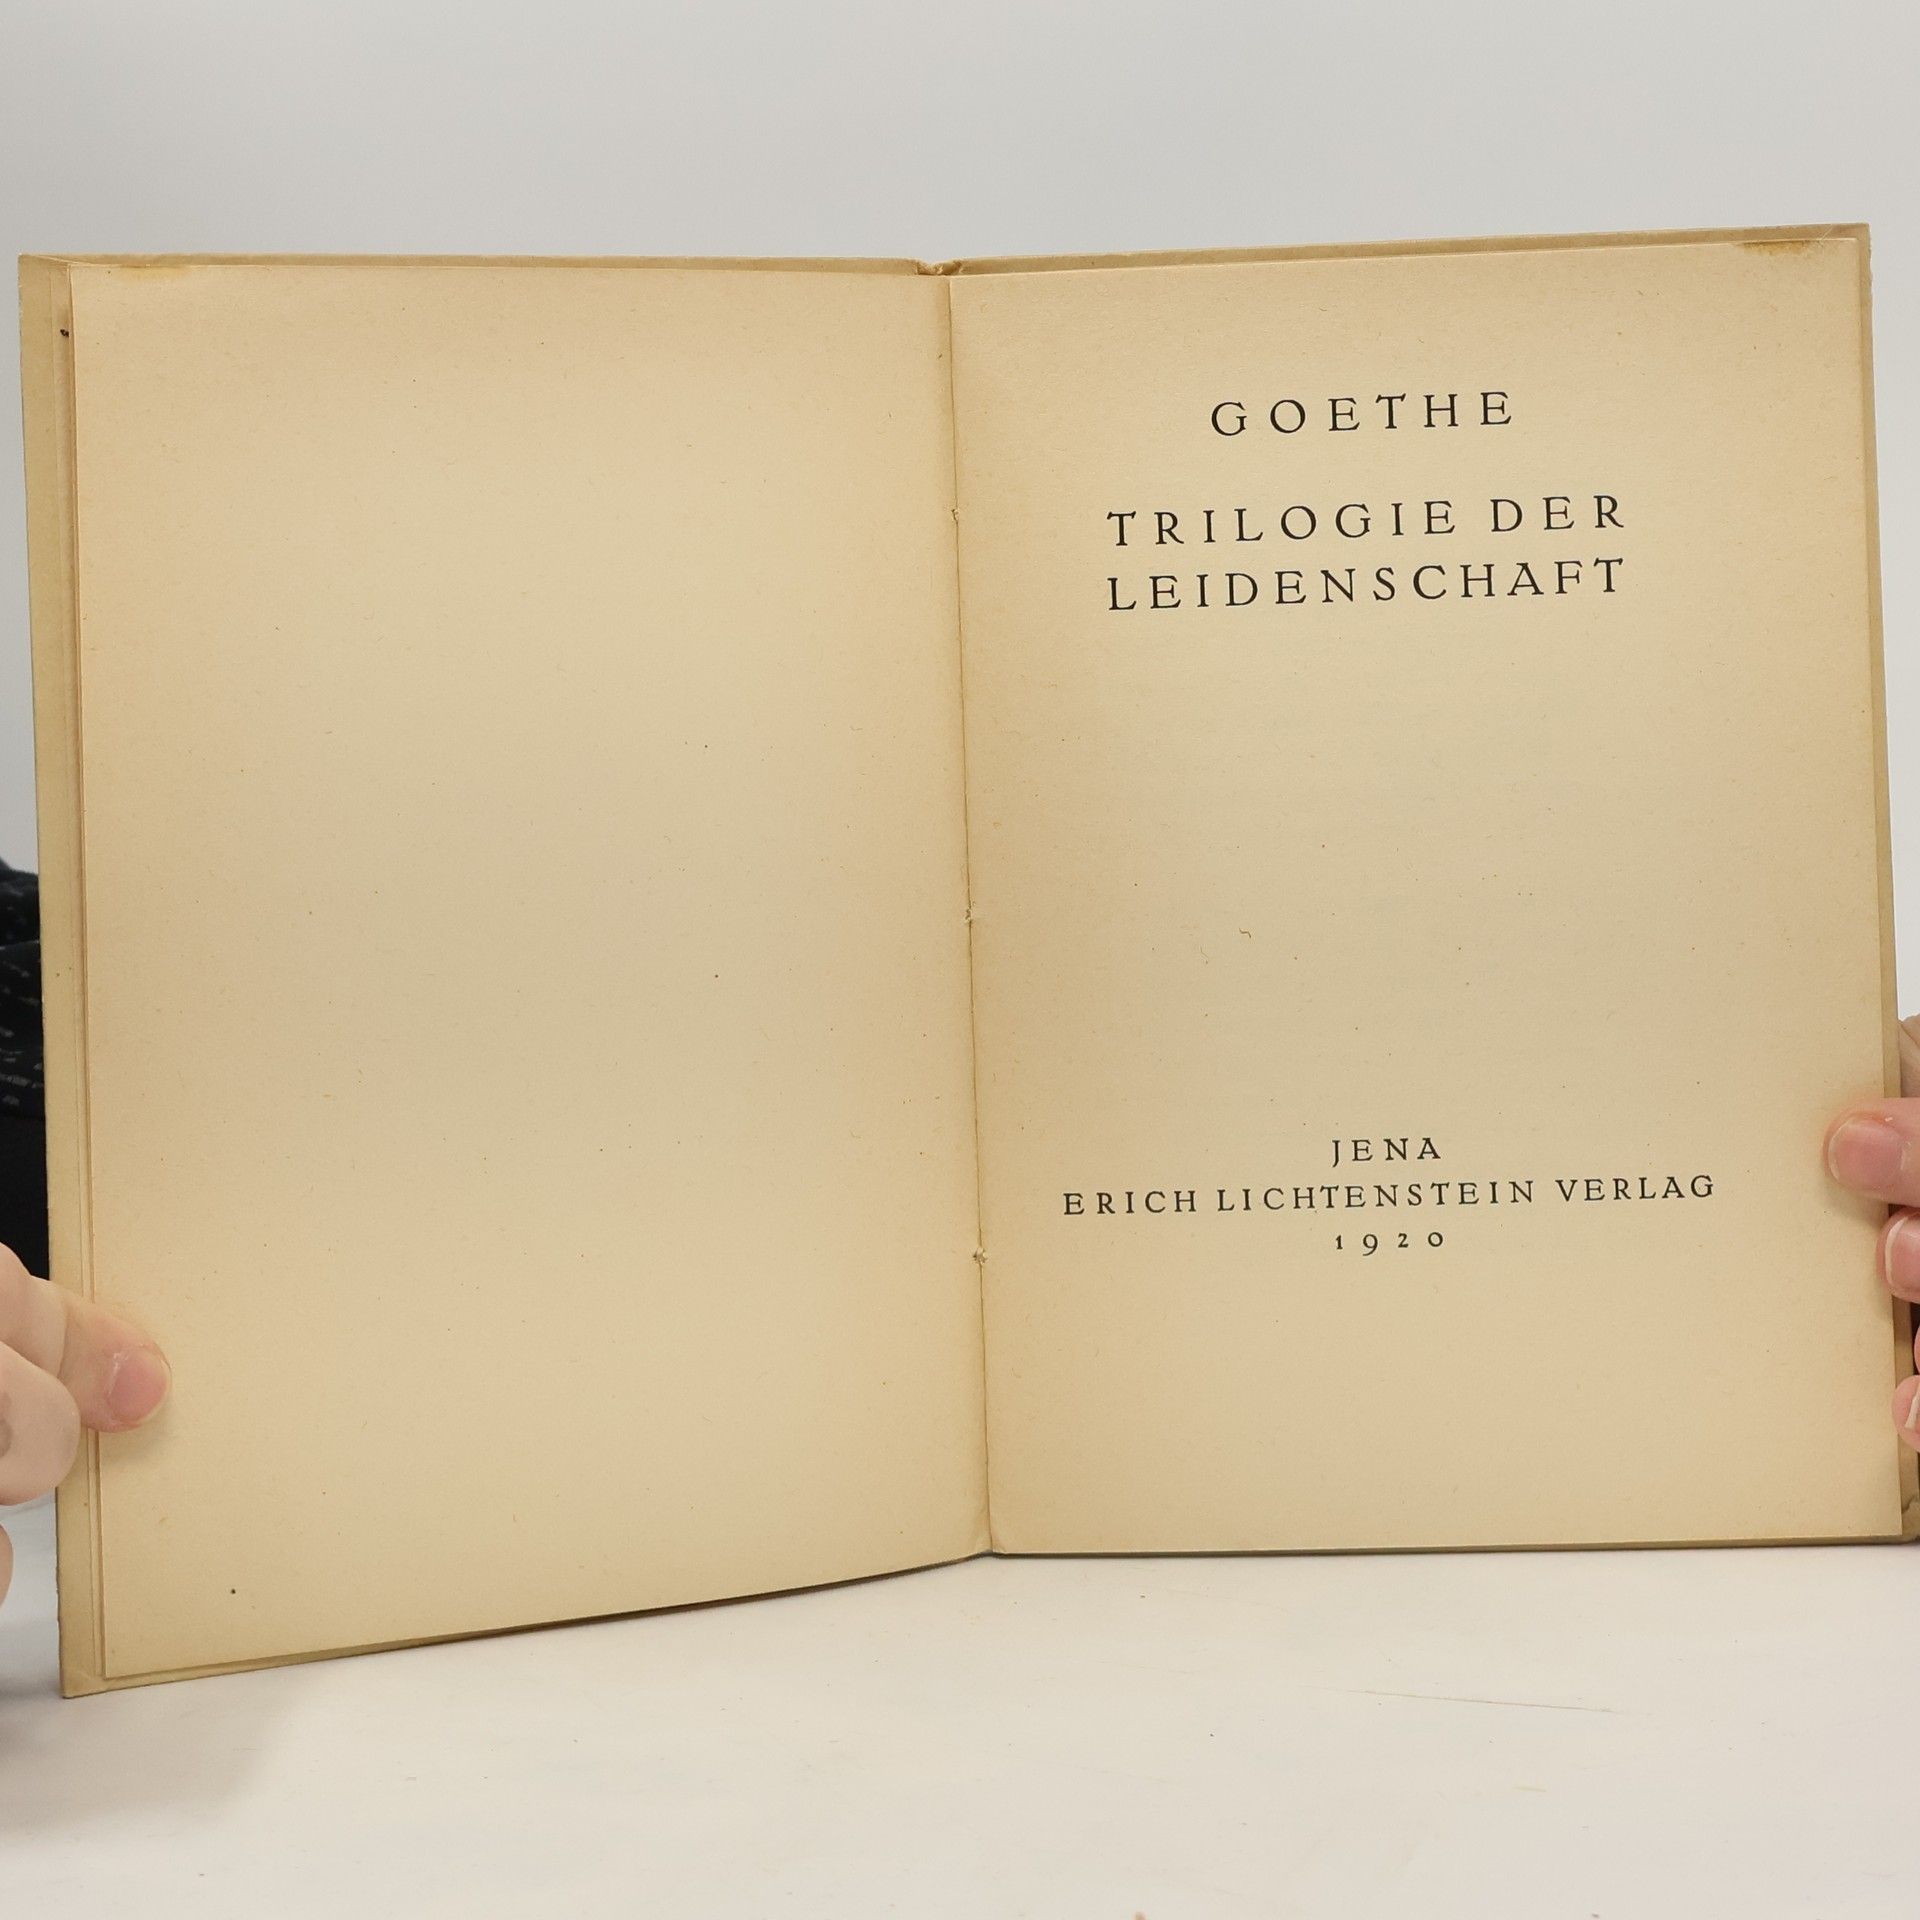 GOETHE
TRILOGIE DER
LEIDENSCHAFT
JENA
ERICH LICHTENSTEIN VERLAG
1920